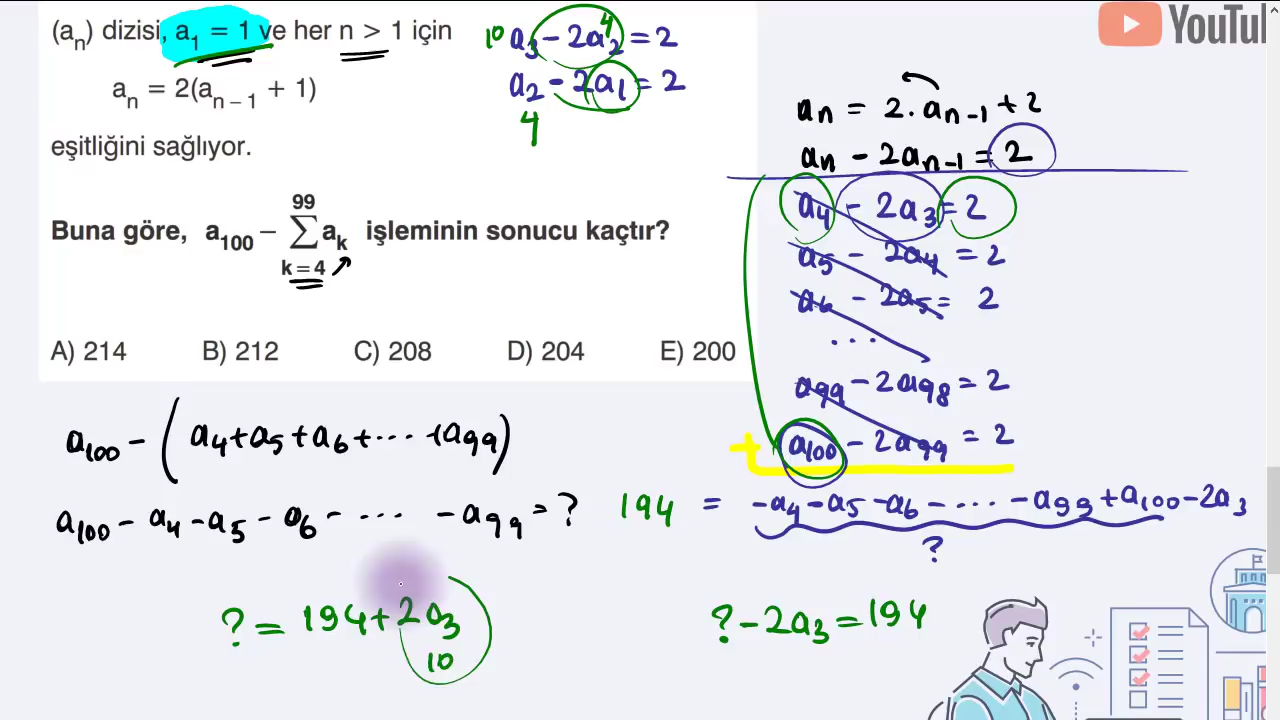 (aₙ) dizisi, a₁ = 1 ve her n > 1 için
aₙ = 2(aₙ₋₁ + 1)
eşitliğini sağlıyor.
Buna göre, a₁₀₀ − ∑ aₖ işleminin sonucu kaçtır?
99
k = 4
A) 214 B) 212 C) 208 D) 204 E) 200
10 a₃ − 2a₂ = 2
4
a₂ − 2a₁ = 2
4
YouTu
aₙ = 2.aₙ₋₁ + 2
aₙ − 2aₙ₋₁ = 2
a₄ − 2a₃ = 2
a₅ − 2a₄ = 2
a₆ − 2a₅ = 2
...
a₉₉ − 2a₉₈ = 2
+ a₁₀₀ − 2a₉₉ = 2
194 = −a₄ − a₅ − a₆ − ... − a₉₉ + a₁₀₀ − 2a₃
?
? − 2a₃ = 194
a₁₀₀ − (a₄ + a₅ + a₆ + ... + a₉₉)
a₁₀₀ − a₄ − a₅ − a₆ − ... − a₉₉ = ?
? = 194 + 2a₃
10